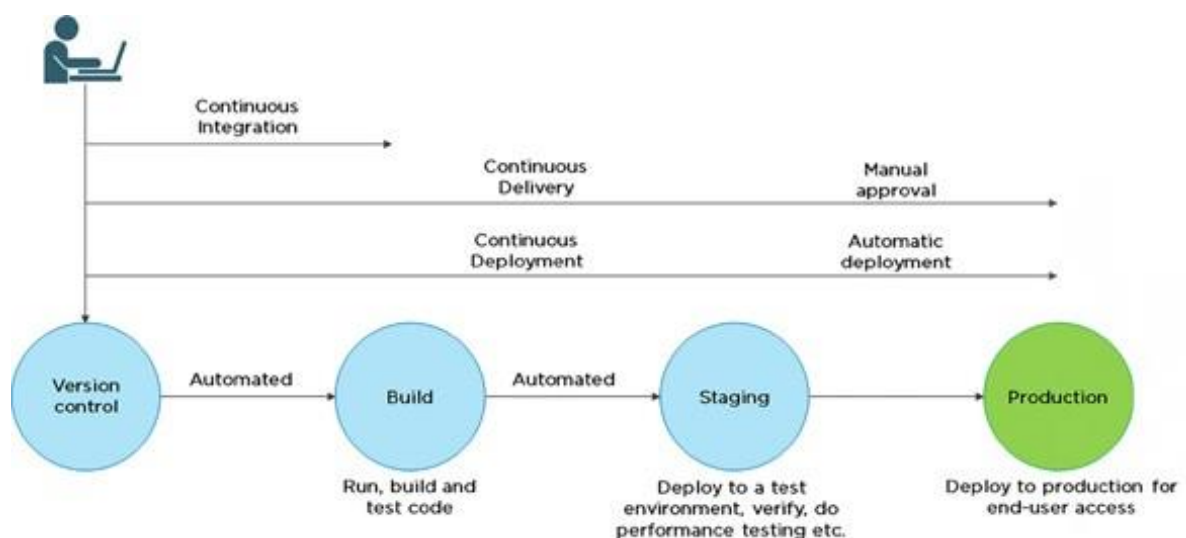 Continuous
Integration
Continuous
Delivery
Manual
approval
Continuous
Deployment
Automatic
deployment
Version
control
Automated
Build
Automated
Staging
Production
Run, build and
test code
Deploy to a test
environment, verify, do
performance testing etc.
Deploy to production for
end-user access